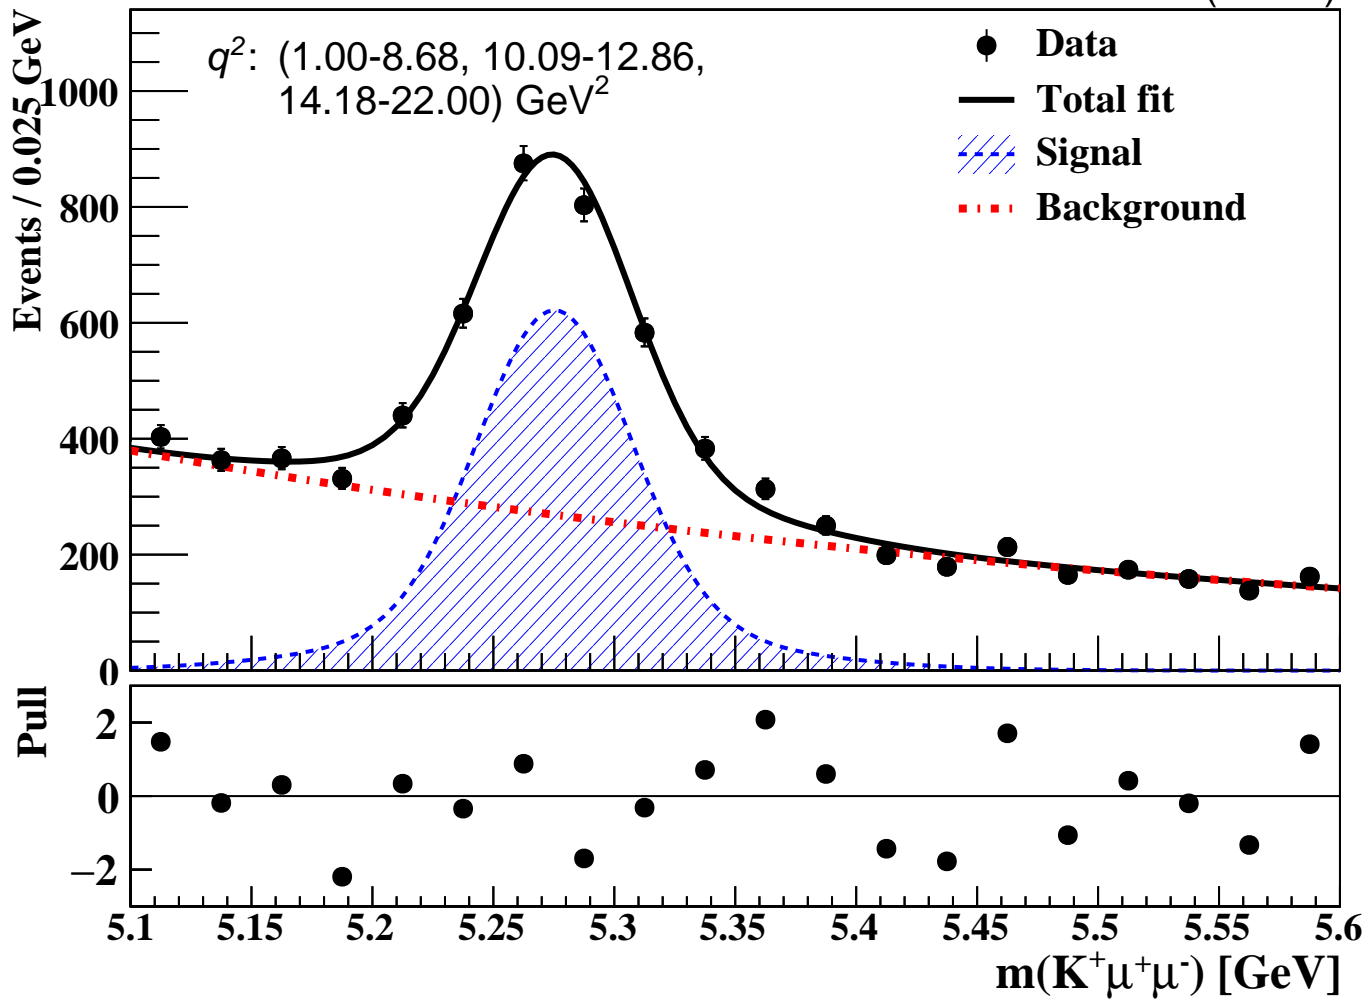 q²: (1.00-8.68, 10.09-12.86,
14.18-22.00) GeV²
Data
Total fit
Signal
Background
Events / 0.025 GeV
1000
800
600
400
200
0
Pull
2
0
−2
5.1 5.15 5.2 5.25 5.3 5.35 5.4 5.45 5.5 5.55 5.6
m(K⁺μ⁺μ⁻) [GeV]